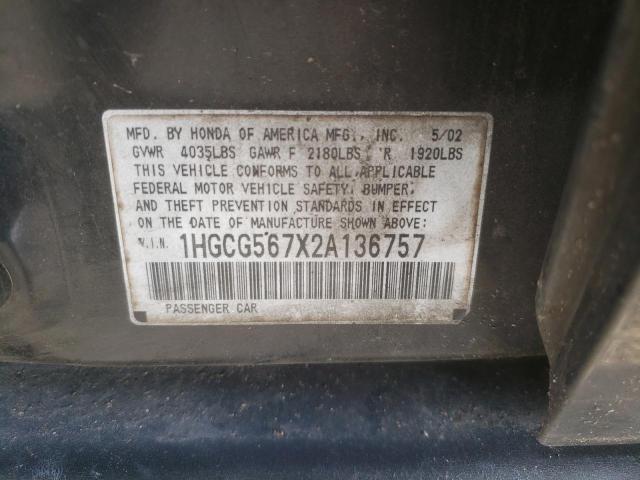 MFD. BY HONDA OF AMERICA MFG., INC. 5/02
GVWR 4035LBS GAWR F 2180LBS R 1920LBS
THIS VEHICLE CONFORMS TO ALL APPLICABLE
FEDERAL MOTOR VEHICLE SAFETY, BUMPER,
AND THEFT PREVENTION STANDARDS IN EFFECT
ON THE DATE OF MANUFACTURE SHOWN ABOVE:
V.I.N. 1HGCG567X2A136757
PASSENGER CAR